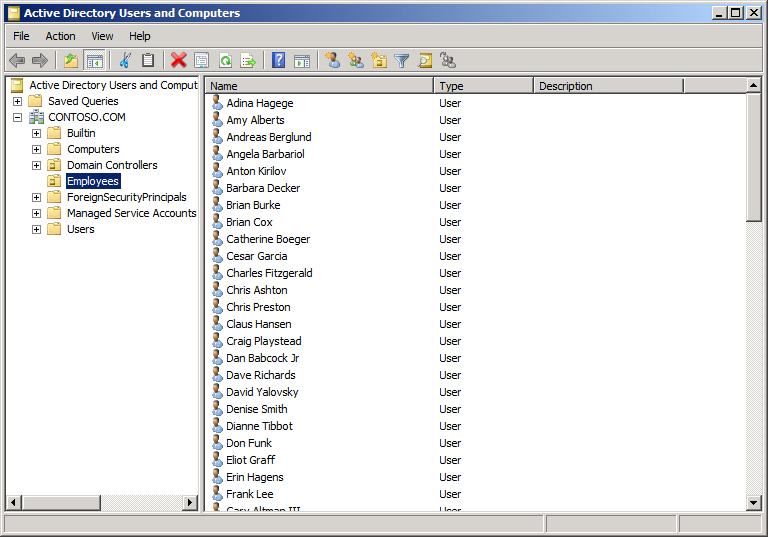 Active Directory Users and Computers
File Action View Help
Active Directory Users and Comput
Saved Queries
CONTOSO.COM
Builtin
Computers
Domain Controllers
Employees
ForeignSecurityPrincipals
Managed Service Accounts
Users
Name Type Description
Adina Hagege User
Amy Alberts User
Andreas Berglund User
Angela Barbariol User
Anton Kirilov User
Barbara Decker User
Brian Burke User
Brian Cox User
Catherine Boeger User
Cesar Garcia User
Charles Fitzgerald User
Chris Ashton User
Chris Preston User
Claus Hansen User
Craig Playstead User
Dan Babcock Jr User
Dave Richards User
David Yalovsky User
Denise Smith User
Dianne Tibbot User
Don Funk User
Eliot Graff User
Erin Hagens User
Frank Lee User
Gary Altman III User